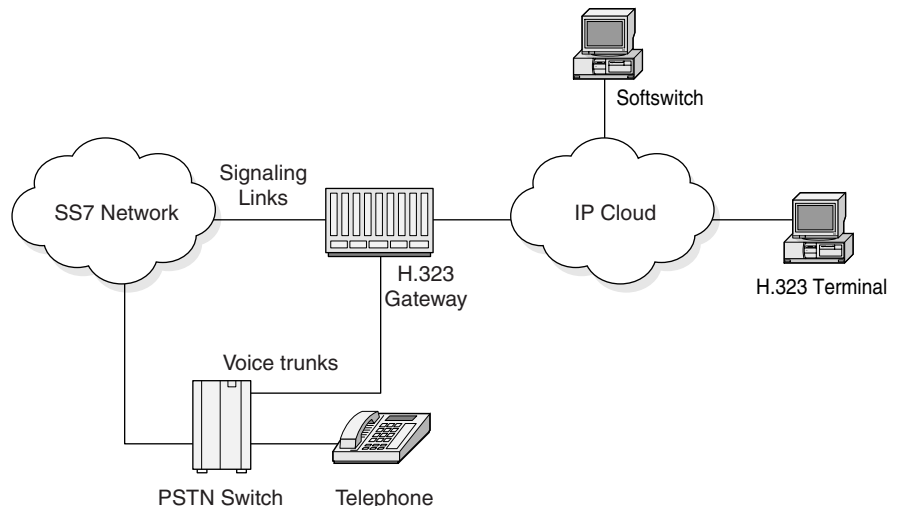 Softswitch
Signaling
Links
SS7 Network
IP Cloud
H.323
Gateway
H.323 Terminal
Voice trunks
PSTN Switch
Telephone